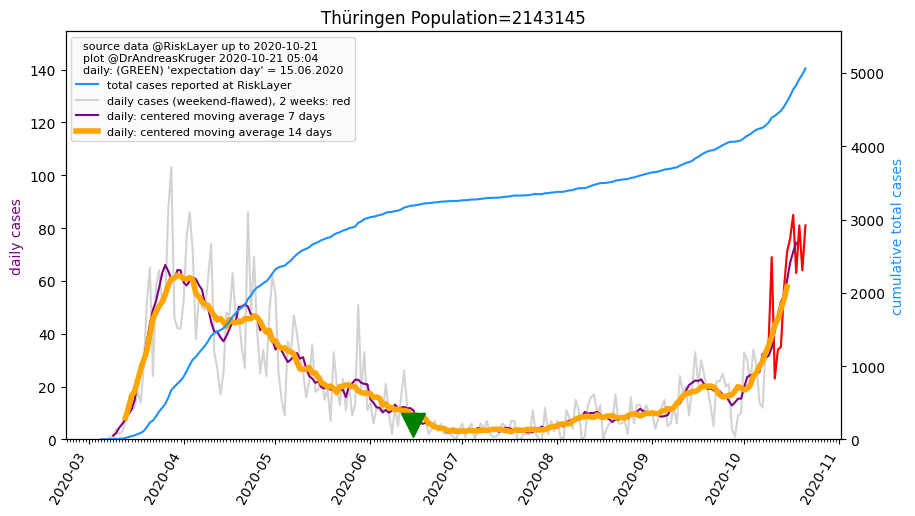 Thüringen Population=2143145
source data @RiskLayer up to 2020-10-21
plot @DrAndreasKruger 2020-10-21 05:04
daily: (GREEN) 'expectation day' = 15.06.2020
total cases reported at RiskLayer
daily cases (weekend-flawed), 2 weeks: red
daily: centered moving average 7 days
daily: centered moving average 14 days
140
120
100
80
60
40
20
0
daily cases
5000
4000
3000
2000
1000
0
cumulative total cases
2020-03
2020-04
2020-05
2020-06
2020-07
2020-08
2020-09
2020-10
2020-11